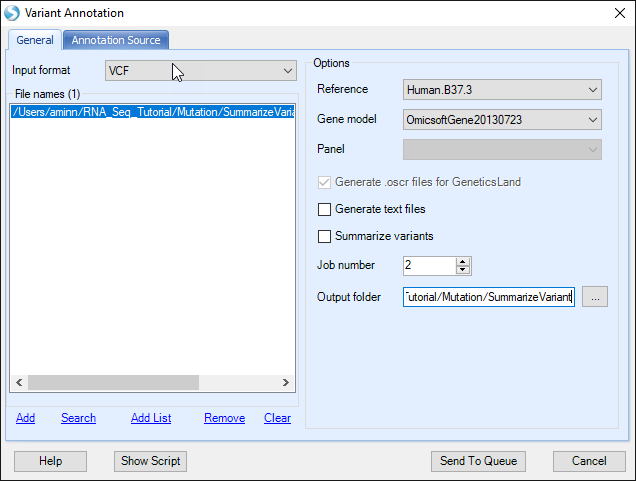 Variant Annotation
General
Annotation Source
Input format
VCF
File names (1)
/Users/aminn/RNA_Seq_Tutorial/Mutation/SummarizeVaria
Add
Search
Add List
Remove
Clear
Options
Reference
Human.B37.3
Gene model
OmicsoftGene20130723
Panel
Generate .oscr files for GeneticsLand
Generate text files
Summarize variants
Job number
2
Output folder
Tutorial/Mutation/SummarizeVariant
...
Help
Show Script
Send To Queue
Cancel